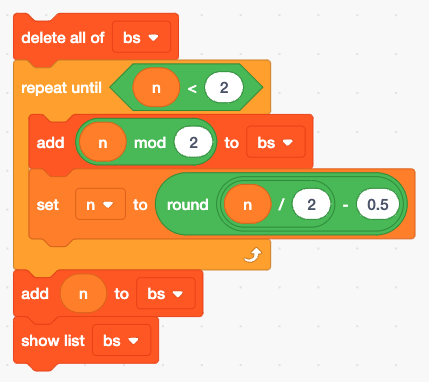 delete all of bs
repeat until n < 2
add n mod 2 to bs
set n to round n / 2 - 0.5
add n to bs
show list bs